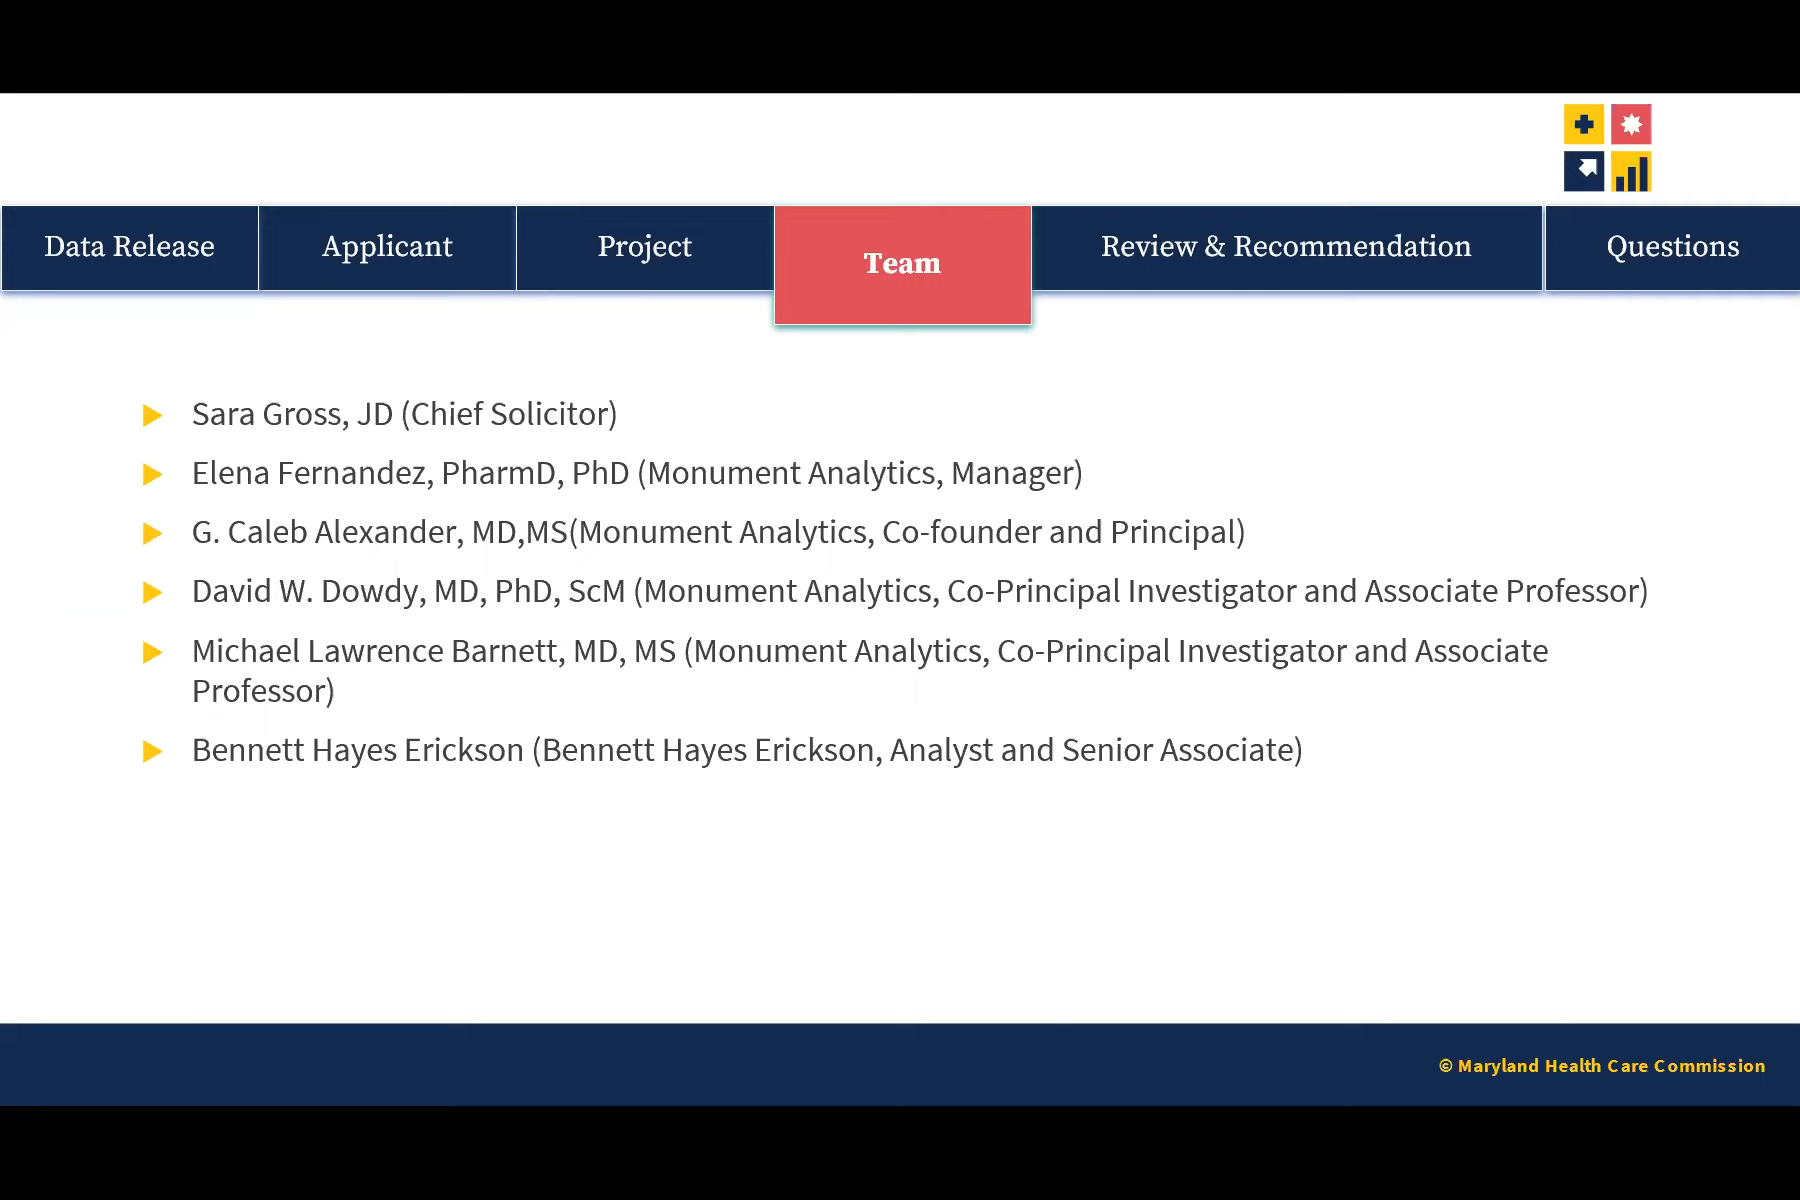 Data Release
Applicant
Project
Team
Review & Recommendation
Questions
Sara Gross, JD (Chief Solicitor)
Elena Fernandez, PharmD, PhD (Monument Analytics, Manager)
G. Caleb Alexander, MD,MS(Monument Analytics, Co-founder and Principal)
David W. Dowdy, MD, PhD, ScM (Monument Analytics, Co-Principal Investigator and Associate Professor)
Michael Lawrence Barnett, MD, MS (Monument Analytics, Co-Principal Investigator and Associate
Professor)
Bennett Hayes Erickson (Bennett Hayes Erickson, Analyst and Senior Associate)
© Maryland Health Care Commission